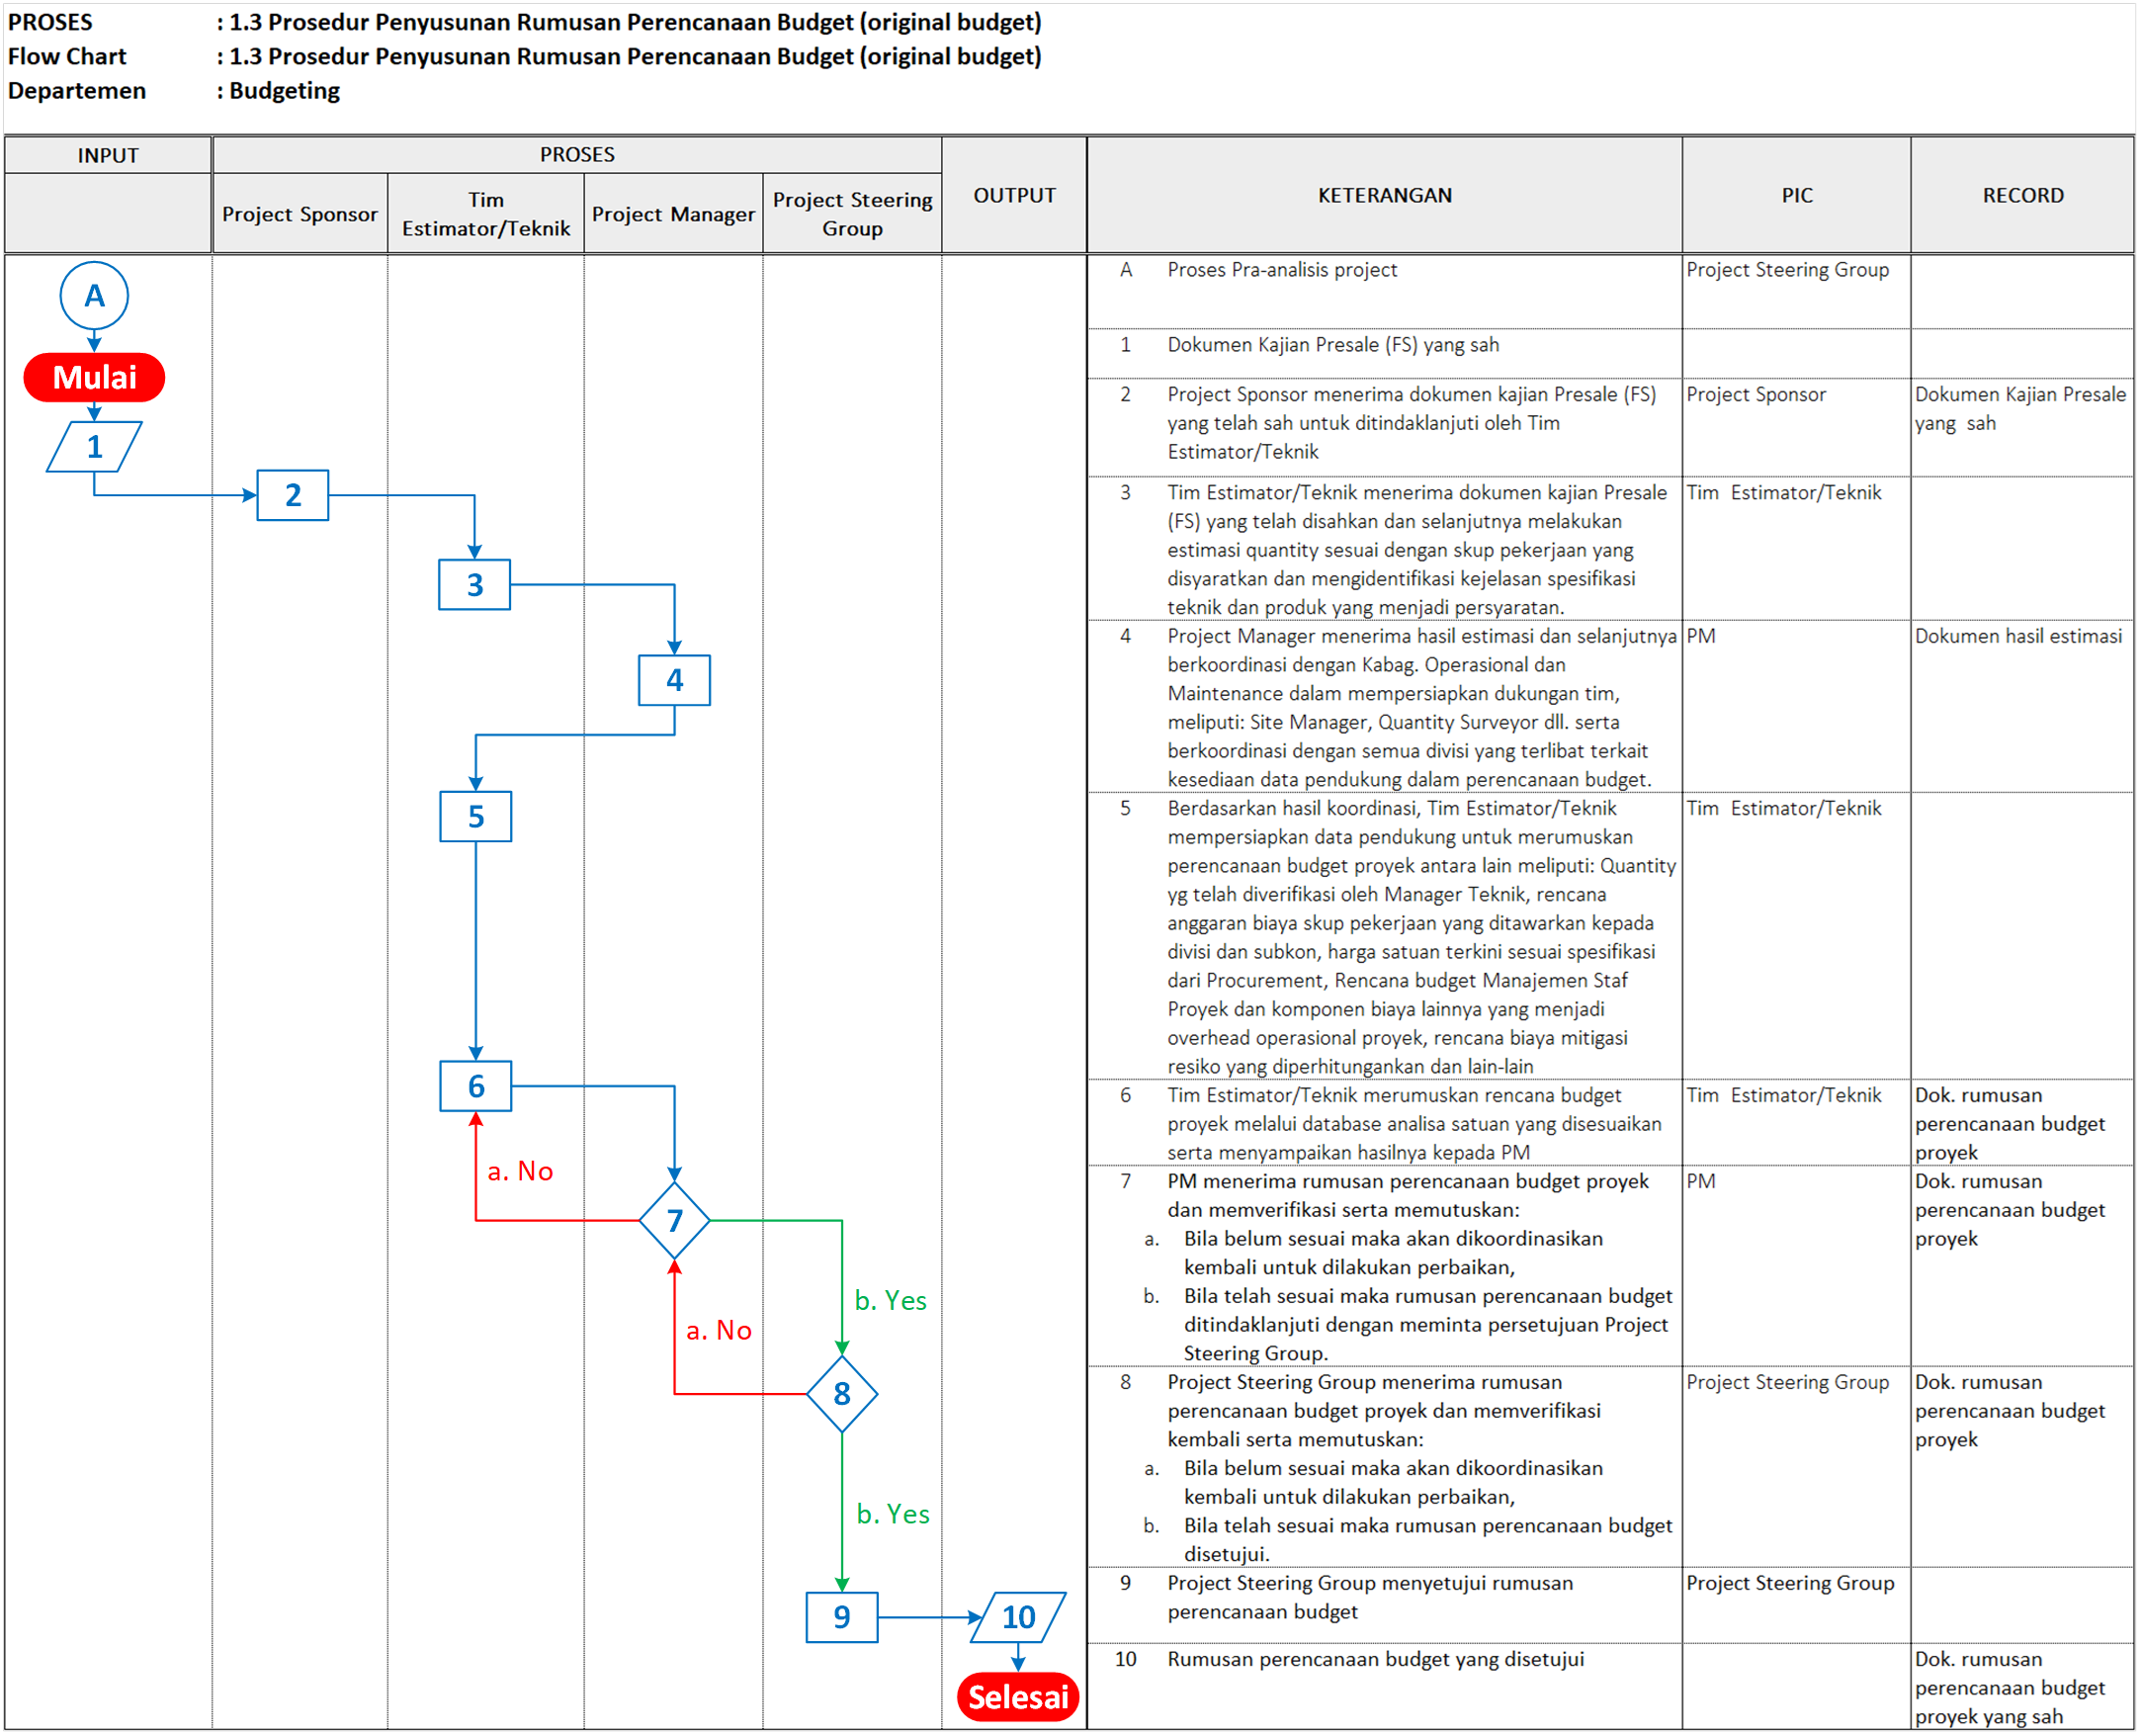 PROSES : 1.3 Prosedur Penyusunan Rumusan Perencanaan Budget (original budget)
Flow Chart : 1.3 Prosedur Penyusunan Rumusan Perencanaan Budget (original budget)
Departemen : Budgeting
INPUT
PROSES
Project Sponsor
Tim
Estimator/Teknik
Project Manager
Project Steering
Group
OUTPUT
KETERANGAN
PIC
RECORD
A
Mulai
1
2
3
4
5
6
a. No
7
b. Yes
a. No
8
b. Yes
9
10
Selesai
A Proses Pra-analisis project
Project Steering Group
1 Dokumen Kajian Presale (FS) yang sah
2 Project Sponsor menerima dokumen kajian Presale (FS)
yang telah sah untuk ditindaklanjuti oleh Tim
Estimator/Teknik
Project Sponsor
Dokumen Kajian Presale
yang sah
3 Tim Estimator/Teknik menerima dokumen kajian Presale
(FS) yang telah disahkan dan selanjutnya melakukan
estimasi quantity sesuai dengan skup pekerjaan yang
disyaratkan dan mengidentifikasi kejelasan spesifikasi
teknik dan produk yang menjadi persyaratan.
Tim Estimator/Teknik
4 Project Manager menerima hasil estimasi dan selanjutnya
berkoordinasi dengan Kabag. Operasional dan
Maintenance dalam mempersiapkan dukungan tim,
meliputi: Site Manager, Quantity Surveyor dll. serta
berkoordinasi dengan semua divisi yang terlibat terkait
kesediaan data pendukung dalam perencanaan budget.
PM
Dokumen hasil estimasi
5 Berdasarkan hasil koordinasi, Tim Estimator/Teknik
mempersiapkan data pendukung untuk merumuskan
perencanaan budget proyek antara lain meliputi: Quantity
yg telah diverifikasi oleh Manager Teknik, rencana
anggaran biaya skup pekerjaan yang ditawarkan kepada
divisi dan subkon, harga satuan terkini sesuai spesifikasi
dari Procurement, Rencana budget Manajemen Staf
Proyek dan komponen biaya lainnya yang menjadi
overhead operasional proyek, rencana biaya mitigasi
resiko yang diperhitungankan dan lain-lain
Tim Estimator/Teknik
6 Tim Estimator/Teknik merumuskan rencana budget
proyek melalui database analisa satuan yang disesuaikan
serta menyampaikan hasilnya kepada PM
Tim Estimator/Teknik
Dok. rumusan
perencanaan budget
proyek
7 PM menerima rumusan perencanaan budget proyek
dan memverifikasi serta memutuskan:
a. Bila belum sesuai maka akan dikoordinasikan
kembali untuk dilakukan perbaikan,
b. Bila telah sesuai maka rumusan perencanaan budget
ditindaklanjuti dengan meminta persetujuan Project
Steering Group.
PM
Dok. rumusan
perencanaan budget
proyek
8 Project Steering Group menerima rumusan
perencanaan budget proyek dan memverifikasi
kembali serta memutuskan:
a. Bila belum sesuai maka akan dikoordinasikan
kembali untuk dilakukan perbaikan,
b. Bila telah sesuai maka rumusan perencanaan budget
disetujui.
Project Steering Group
Dok. rumusan
perencanaan budget
proyek
9 Project Steering Group menyetujui rumusan
perencanaan budget
Project Steering Group
10 Rumusan perencanaan budget yang disetujui
Dok. rumusan
perencanaan budget
proyek yang sah